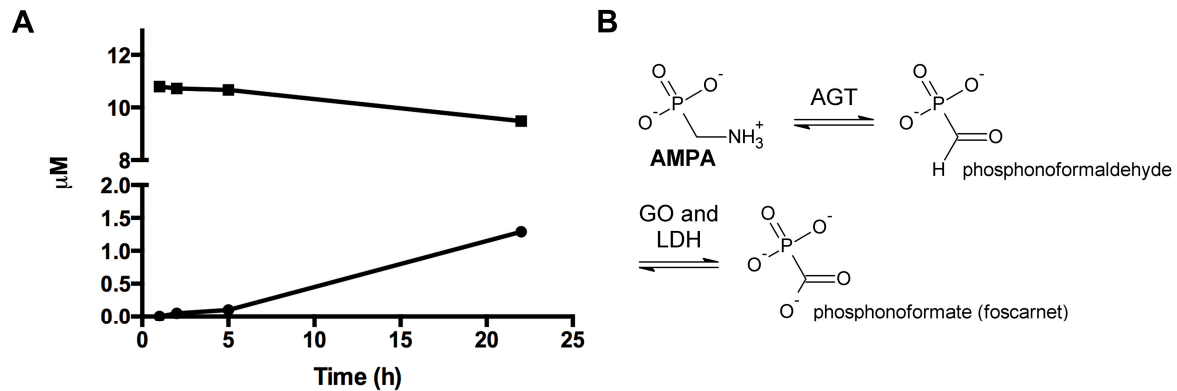 A
12
10
8
μM
2.0
1.5
1.0
0.5
0.0
0 5 10 15 20 25
Time (h)
B
O
O-
P
O-
NH3+
AMPA
AGT
O
O-
P
O-
O
H
phosphonoformaldehyde
GO and
LDH
O
O-
P
O-
O
O-
phosphonoformate (foscarnet)